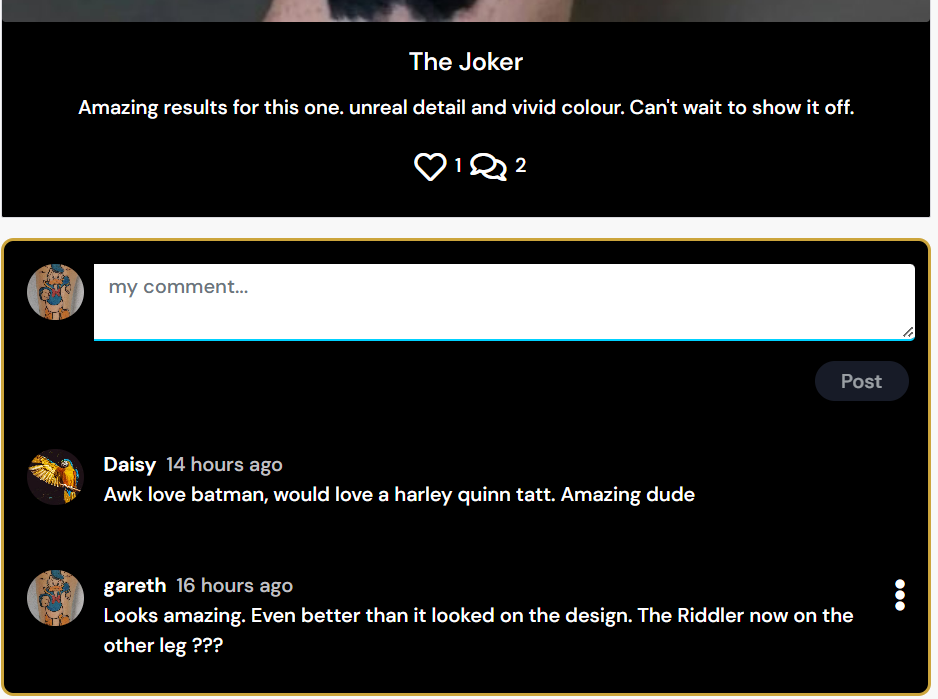 The Joker
Amazing results for this one. unreal detail and vivid colour. Can't wait to show it off.
1 2
my comment...
Post
Daisy 14 hours ago
Awk love batman, would love a harley quinn tatt. Amazing dude
gareth 16 hours ago
Looks amazing. Even better than it looked on the design. The Riddler now on the
other leg ???